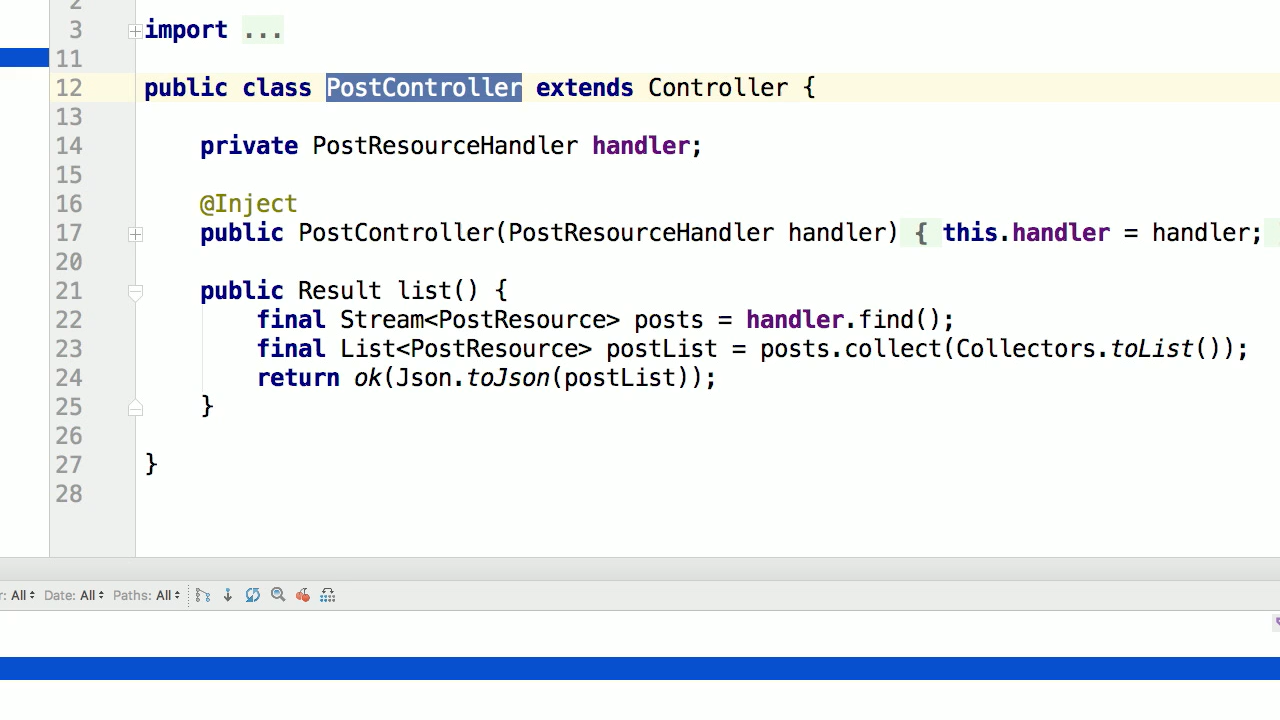 2
3 import ...
11
12 public class PostController extends Controller {
13
14 private PostResourceHandler handler;
15
16 @Inject
17 public PostController(PostResourceHandler handler) { this.handler = handler;
20
21 public Result list() {
22 final Stream<PostResource> posts = handler.find();
23 final List<PostResource> postList = posts.collect(Collectors.toList());
24 return ok(Json.toJson(postList));
25 }
26
27 }
28
r: All Date: All Paths: All